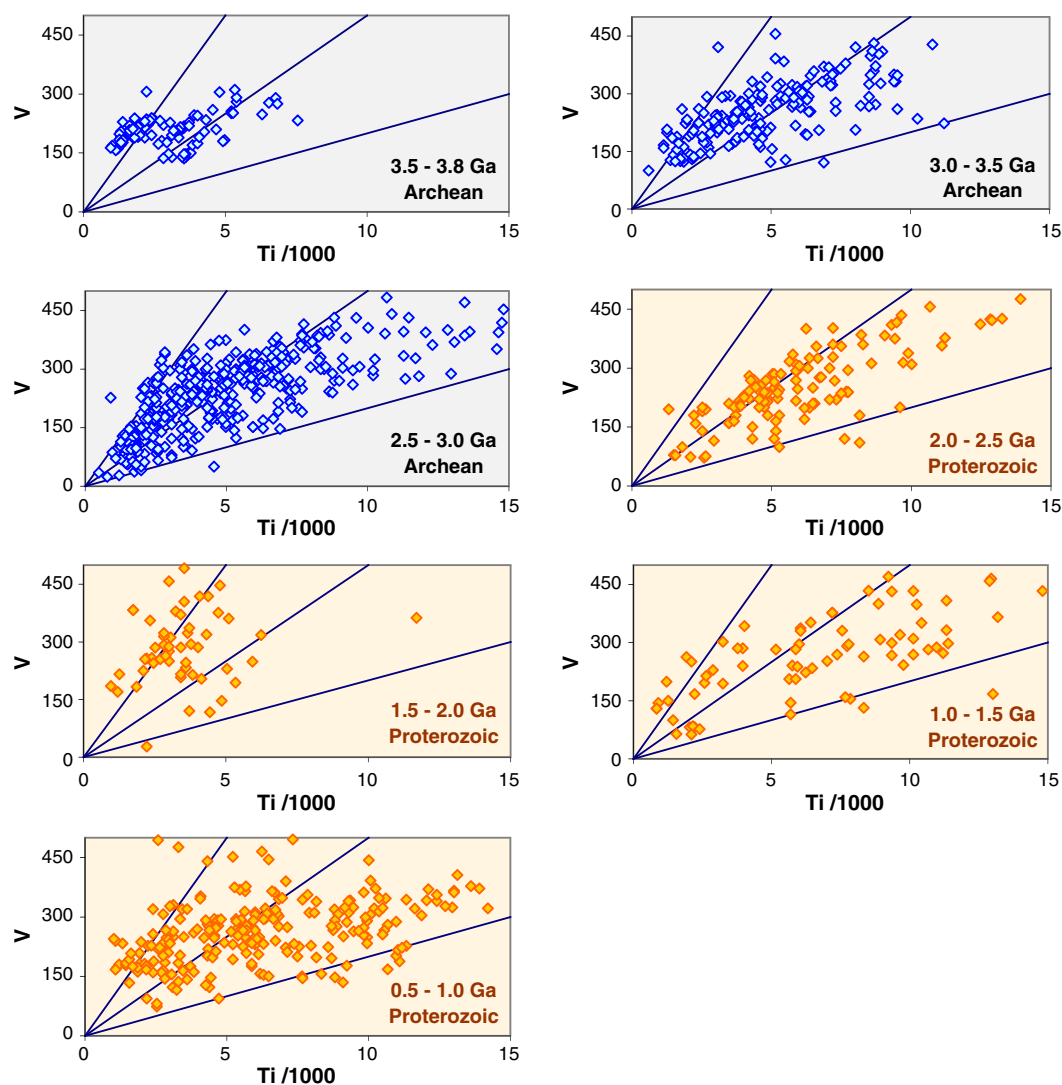 450
300
150
0
V
0
5
10
15
Ti /1000
3.5 - 3.8 Ga
Archean
450
300
150
0
V
0
5
10
15
Ti /1000
3.0 - 3.5 Ga
Archean
450
300
150
0
V
0
5
10
15
Ti /1000
2.5 - 3.0 Ga
Archean
450
300
150
0
V
0
5
10
15
Ti /1000
2.0 - 2.5 Ga
Proterozoic
450
300
150
0
V
0
5
10
15
Ti /1000
1.5 - 2.0 Ga
Proterozoic
450
300
150
0
V
0
5
10
15
Ti /1000
1.0 - 1.5 Ga
Proterozoic
450
300
150
0
V
0
5
10
15
Ti /1000
0.5 - 1.0 Ga
Proterozoic